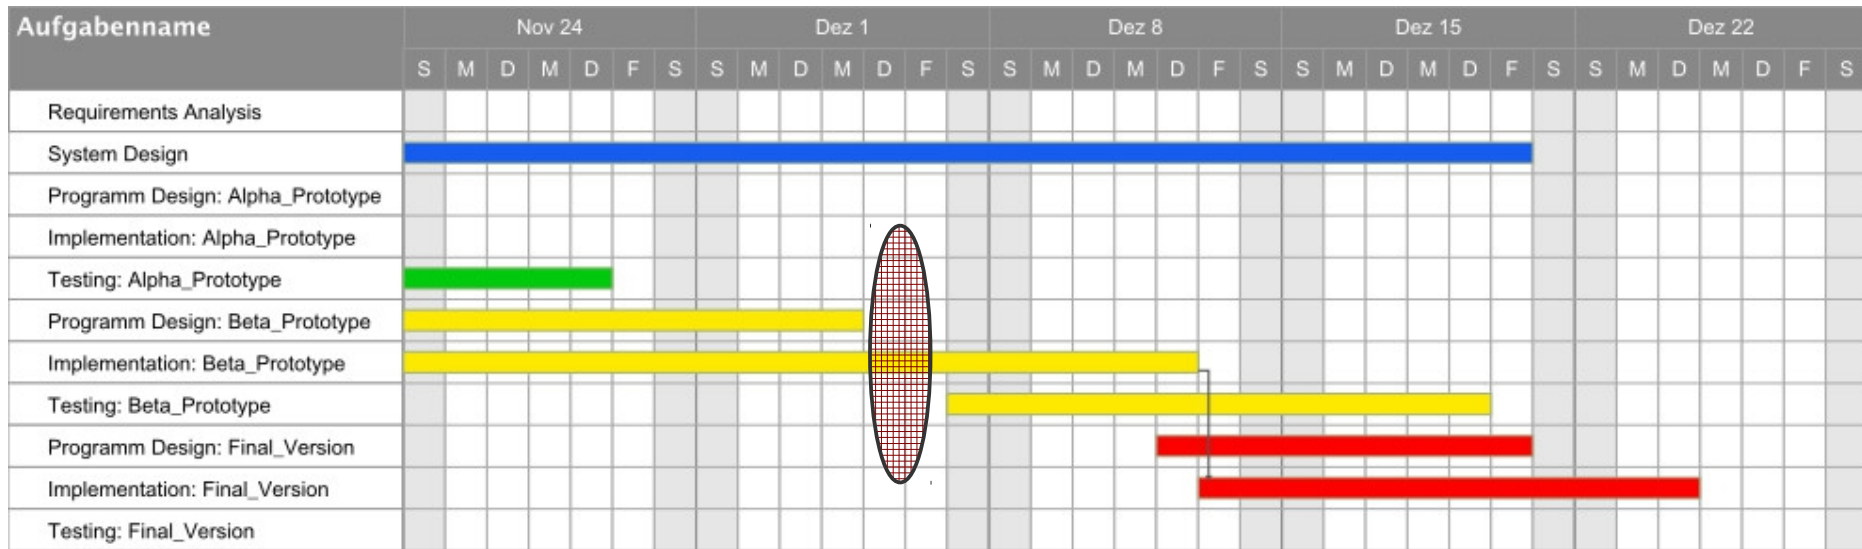 Aufgabenname
Nov 24 Dez 1 Dez 8 Dez 15 Dez 22
S M D M D F S S M D M D F S S M D M D F S S M D M D F S S M D M D F S
Requirements Analysis
System Design
Programm Design: Alpha_Prototype
Implementation: Alpha_Prototype
Testing: Alpha_Prototype
Programm Design: Beta_Prototype
Implementation: Beta_Prototype
Testing: Beta_Prototype
Programm Design: Final_Version
Implementation: Final_Version
Testing: Final_Version